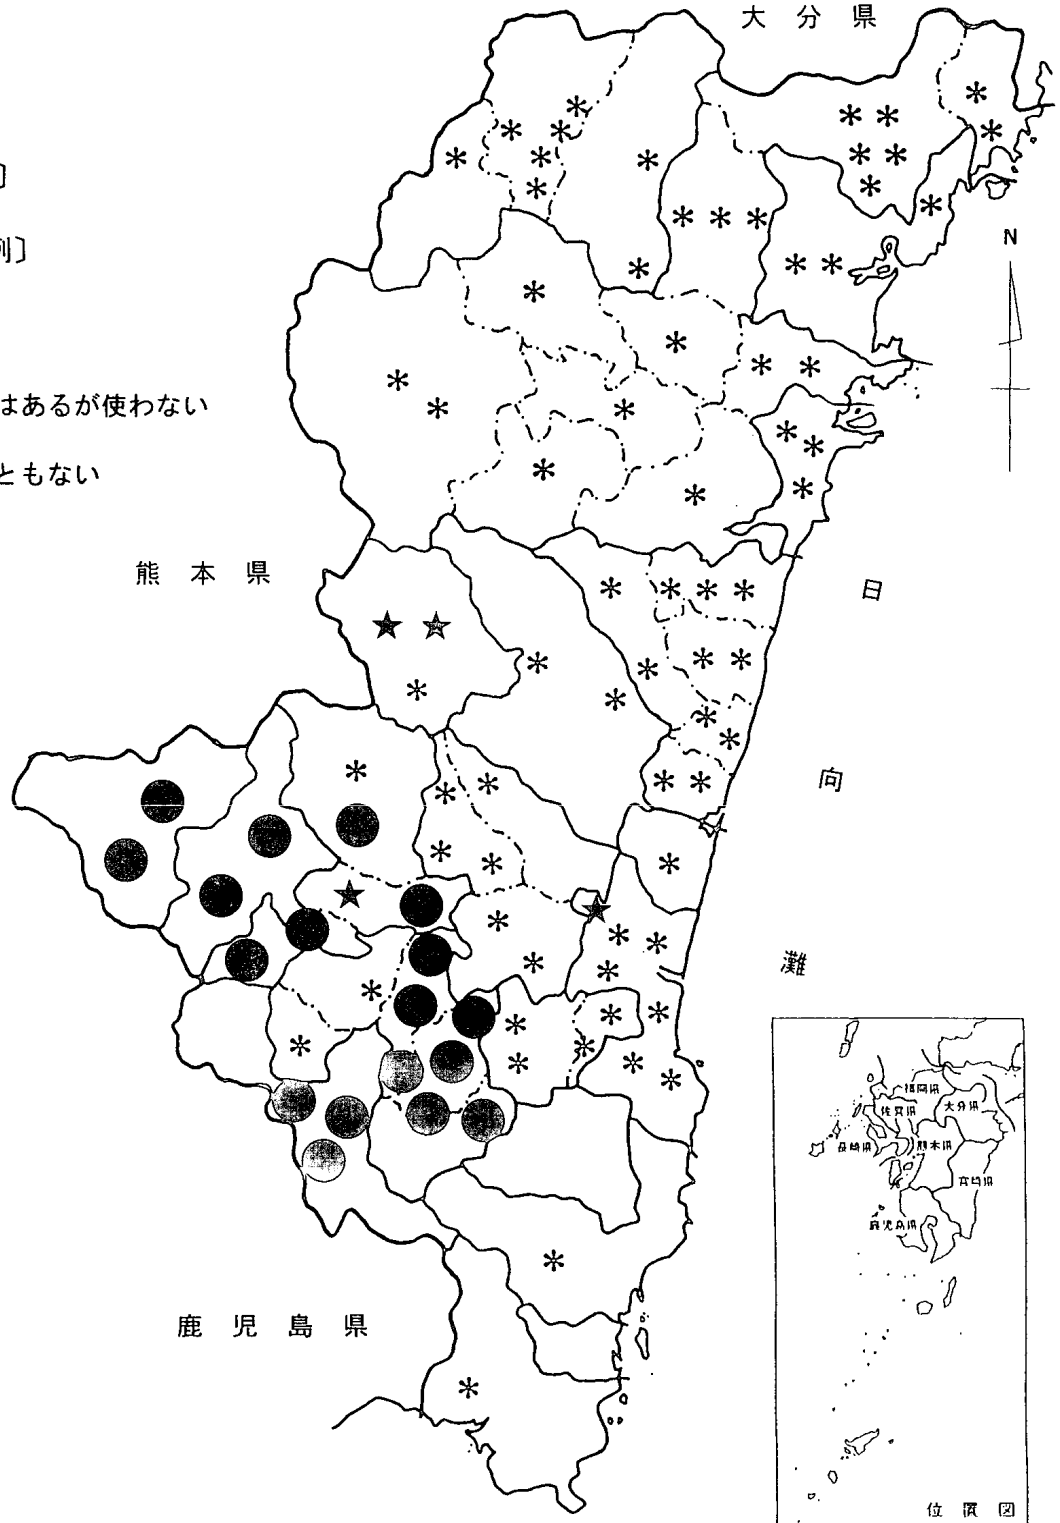 大分県
〕
例〕
N
はあるが使わない
ともない
熊本県
日
向
灘
鹿児島県
福岡県
佐賀県
大分県
長崎県
熊本県
宮崎県
鹿児島県
位置図